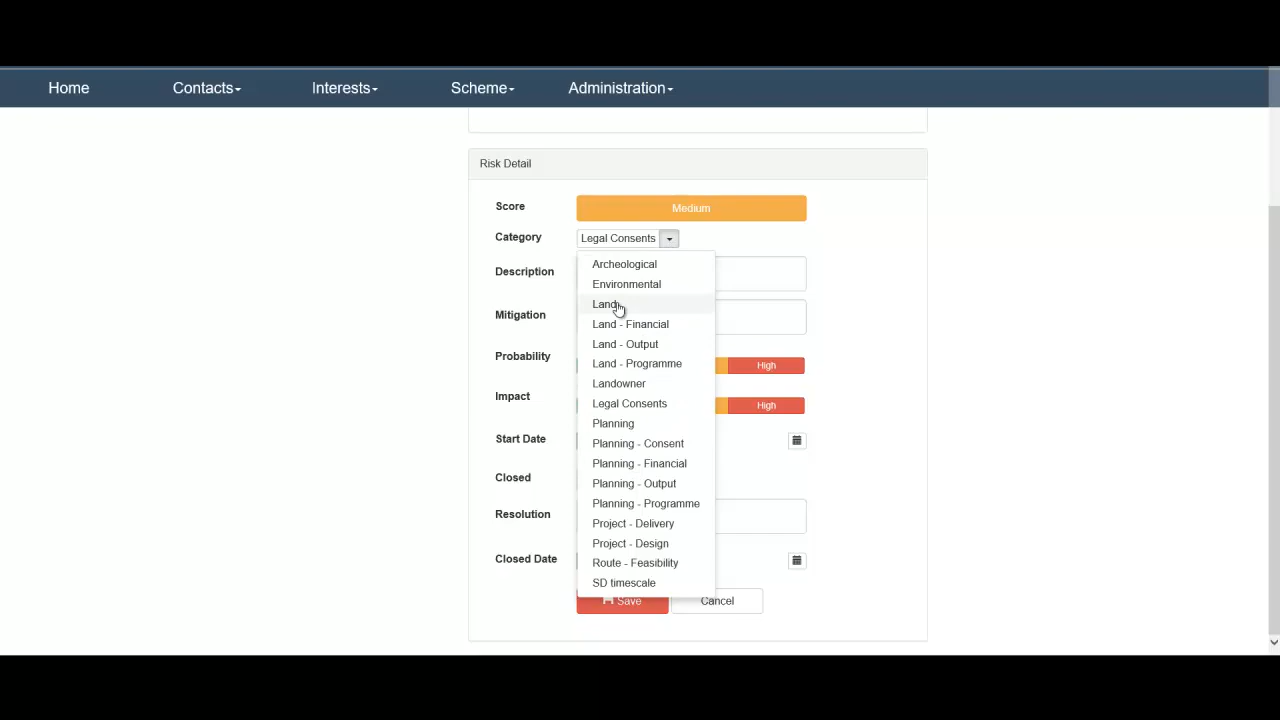 Home Contacts Interests Scheme Administration
Risk Detail
Score Medium
Category Legal Consents
Archeological
Description
Environmental
Land
Mitigation
Land - Financial
Land - Output
Probability
Land - Programme High
Landowner
Impact
Legal Consents High
Planning
Start Date
Planning - Consent
Planning - Financial
Closed
Planning - Output
Planning - Programme
Resolution
Project - Delivery
Project - Design
Closed Date
Route - Feasibility
SD timescale
Save Cancel